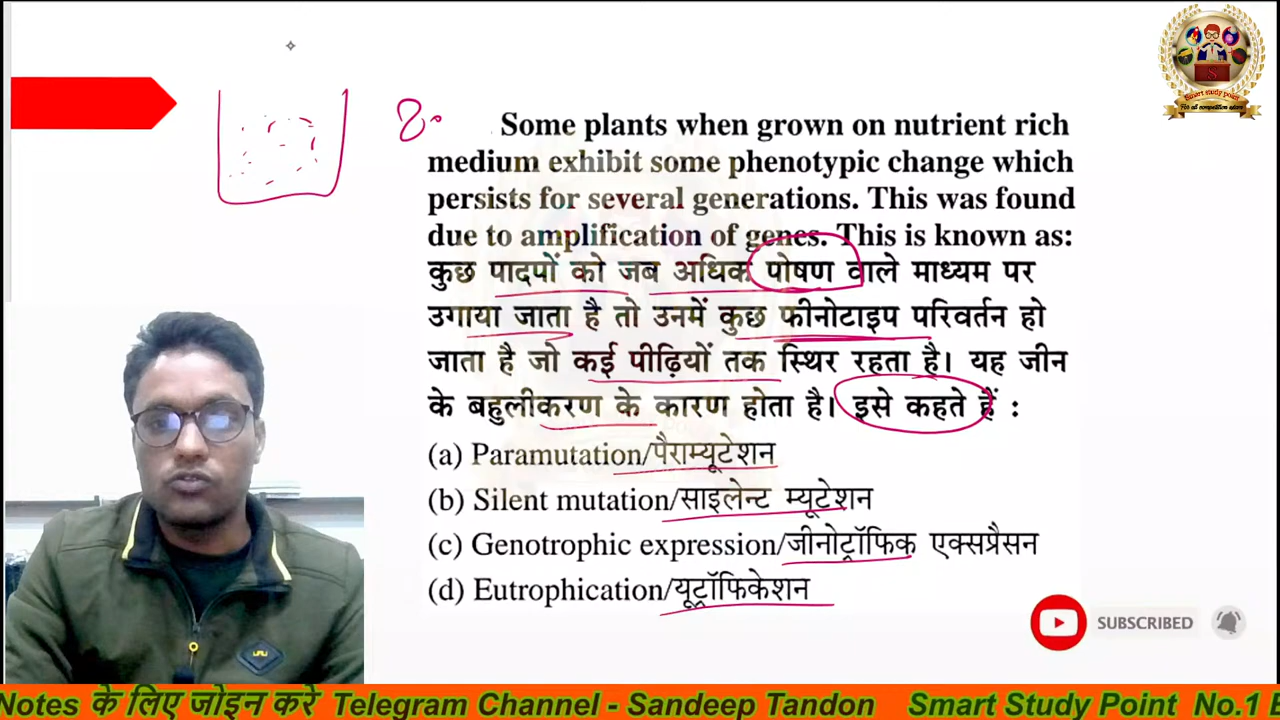 8.
Some plants when grown on nutrient rich
medium exhibit some phenotypic change which
persists for several generations. This was found
due to amplification of genes. This is known as:
कुछ पादपों को जब अधिक पोषण वाले माध्यम पर
उगाया जाता है तो उनमें कुछ फीनोटाइप परिवर्तन हो
जाता है जो कई पीढ़ियों तक स्थिर रहता है। यह जीन
के बहुलीकरण के कारण होता है। इसे कहते हैं :
(a) Paramutation/पैराम्यूटेशन
(b) Silent mutation/साइलेन्ट म्यूटेशन
(c) Genotrophic expression/जीनोट्रॉफिक एक्सप्रैसन
(d) Eutrophication/यूट्रॉफिकेशन
S
Smart study point
SUBSCRIBED
Notes के लिए जोइन करे Telegram Channel - Sandeep Tandon Smart Study Point No.1 E